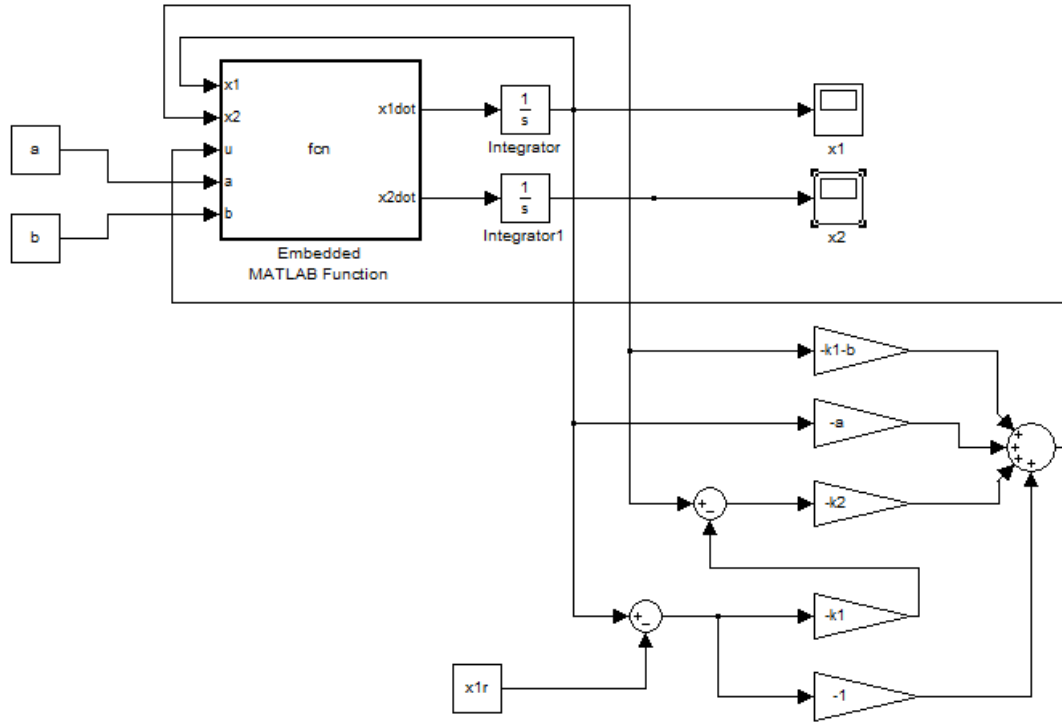 x1
x2
u
a
b
fcn
x1dot
x2dot
Embedded
MATLAB Function
a
b
1
s
Integrator
1
s
Integrator1
x1
x2
-k1-b
-a
-k2
-k1
-1
x1r
+
+
+
+
+
-
+
-